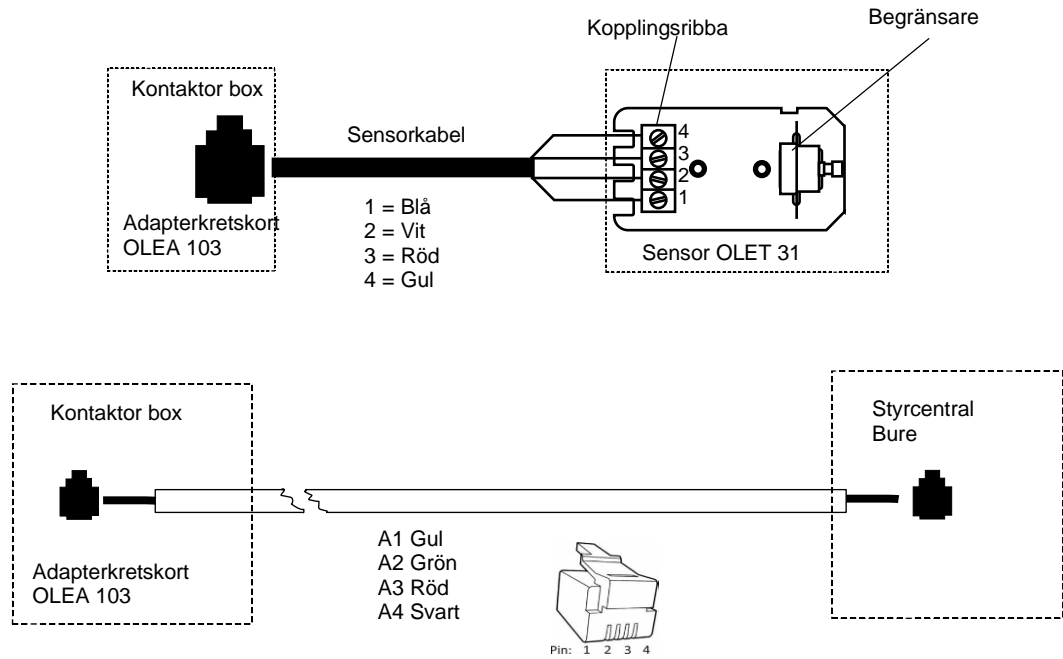 Begränsare
Kopplingsribba
Kontaktor box
Sensorkabel
4
3
2
1
Adapterkretskort
OLEA 103
1 = Blå
2 = Vit
3 = Röd
4 = Gul
Sensor OLET 31
Kontaktor box
Styrcentral
Bure
A1 Gul
A2 Grön
A3 Röd
A4 Svart
Adapterkretskort
OLEA 103
Pin: 1 2 3 4